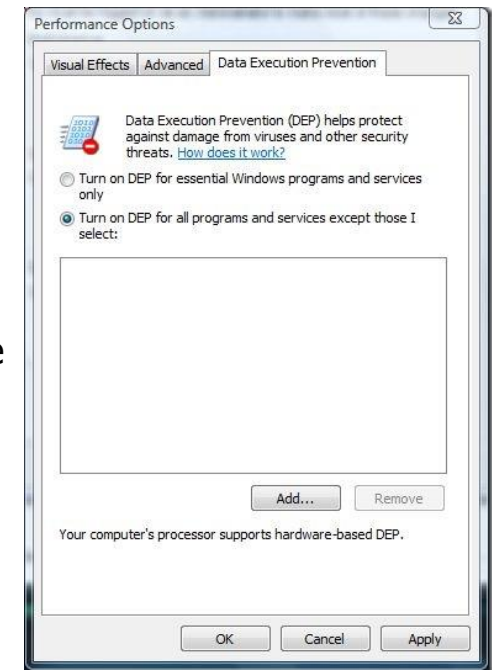 Performance Options
Visual Effects Advanced Data Execution Prevention
Data Execution Prevention (DEP) helps protect
against damage from viruses and other security
threats. How does it work?
Turn on DEP for essential Windows programs and services
only
Turn on DEP for all programs and services except those I
select:
e
Add... Remove
Your computer's processor supports hardware-based DEP.
OK Cancel Apply